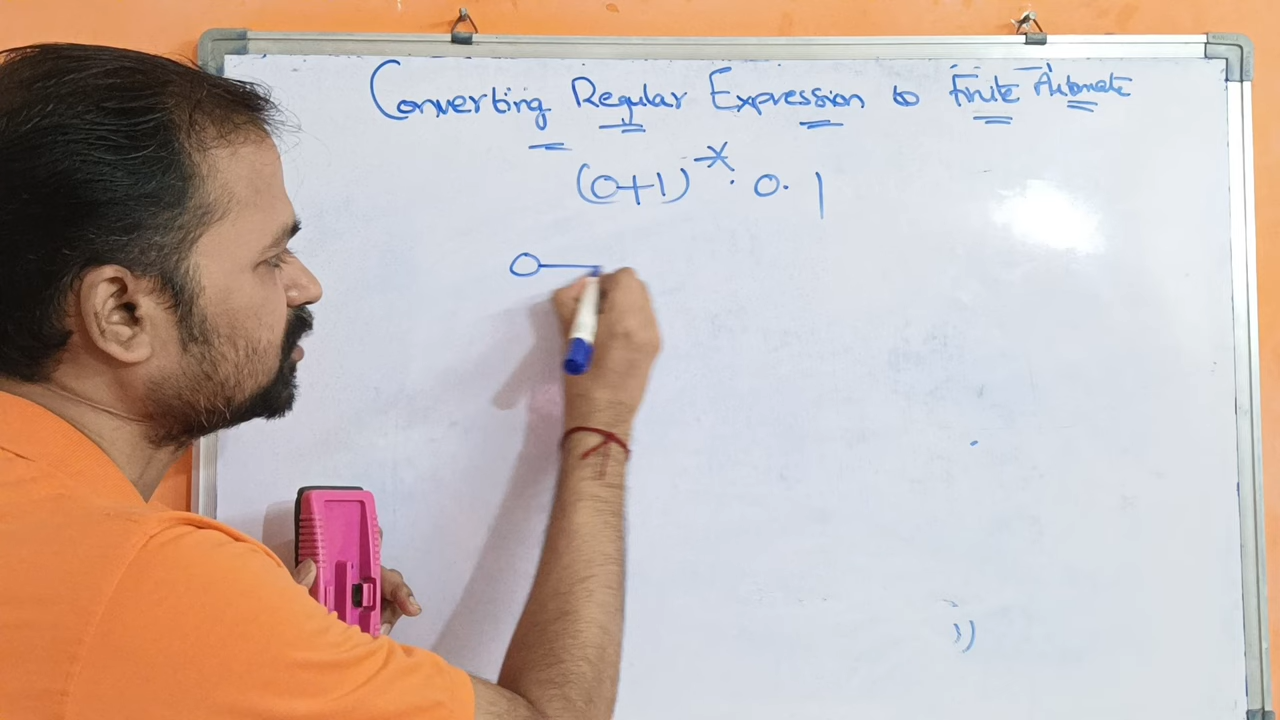 Converting Regular Expression to Finite Automata
(0+1)*. 0. 1